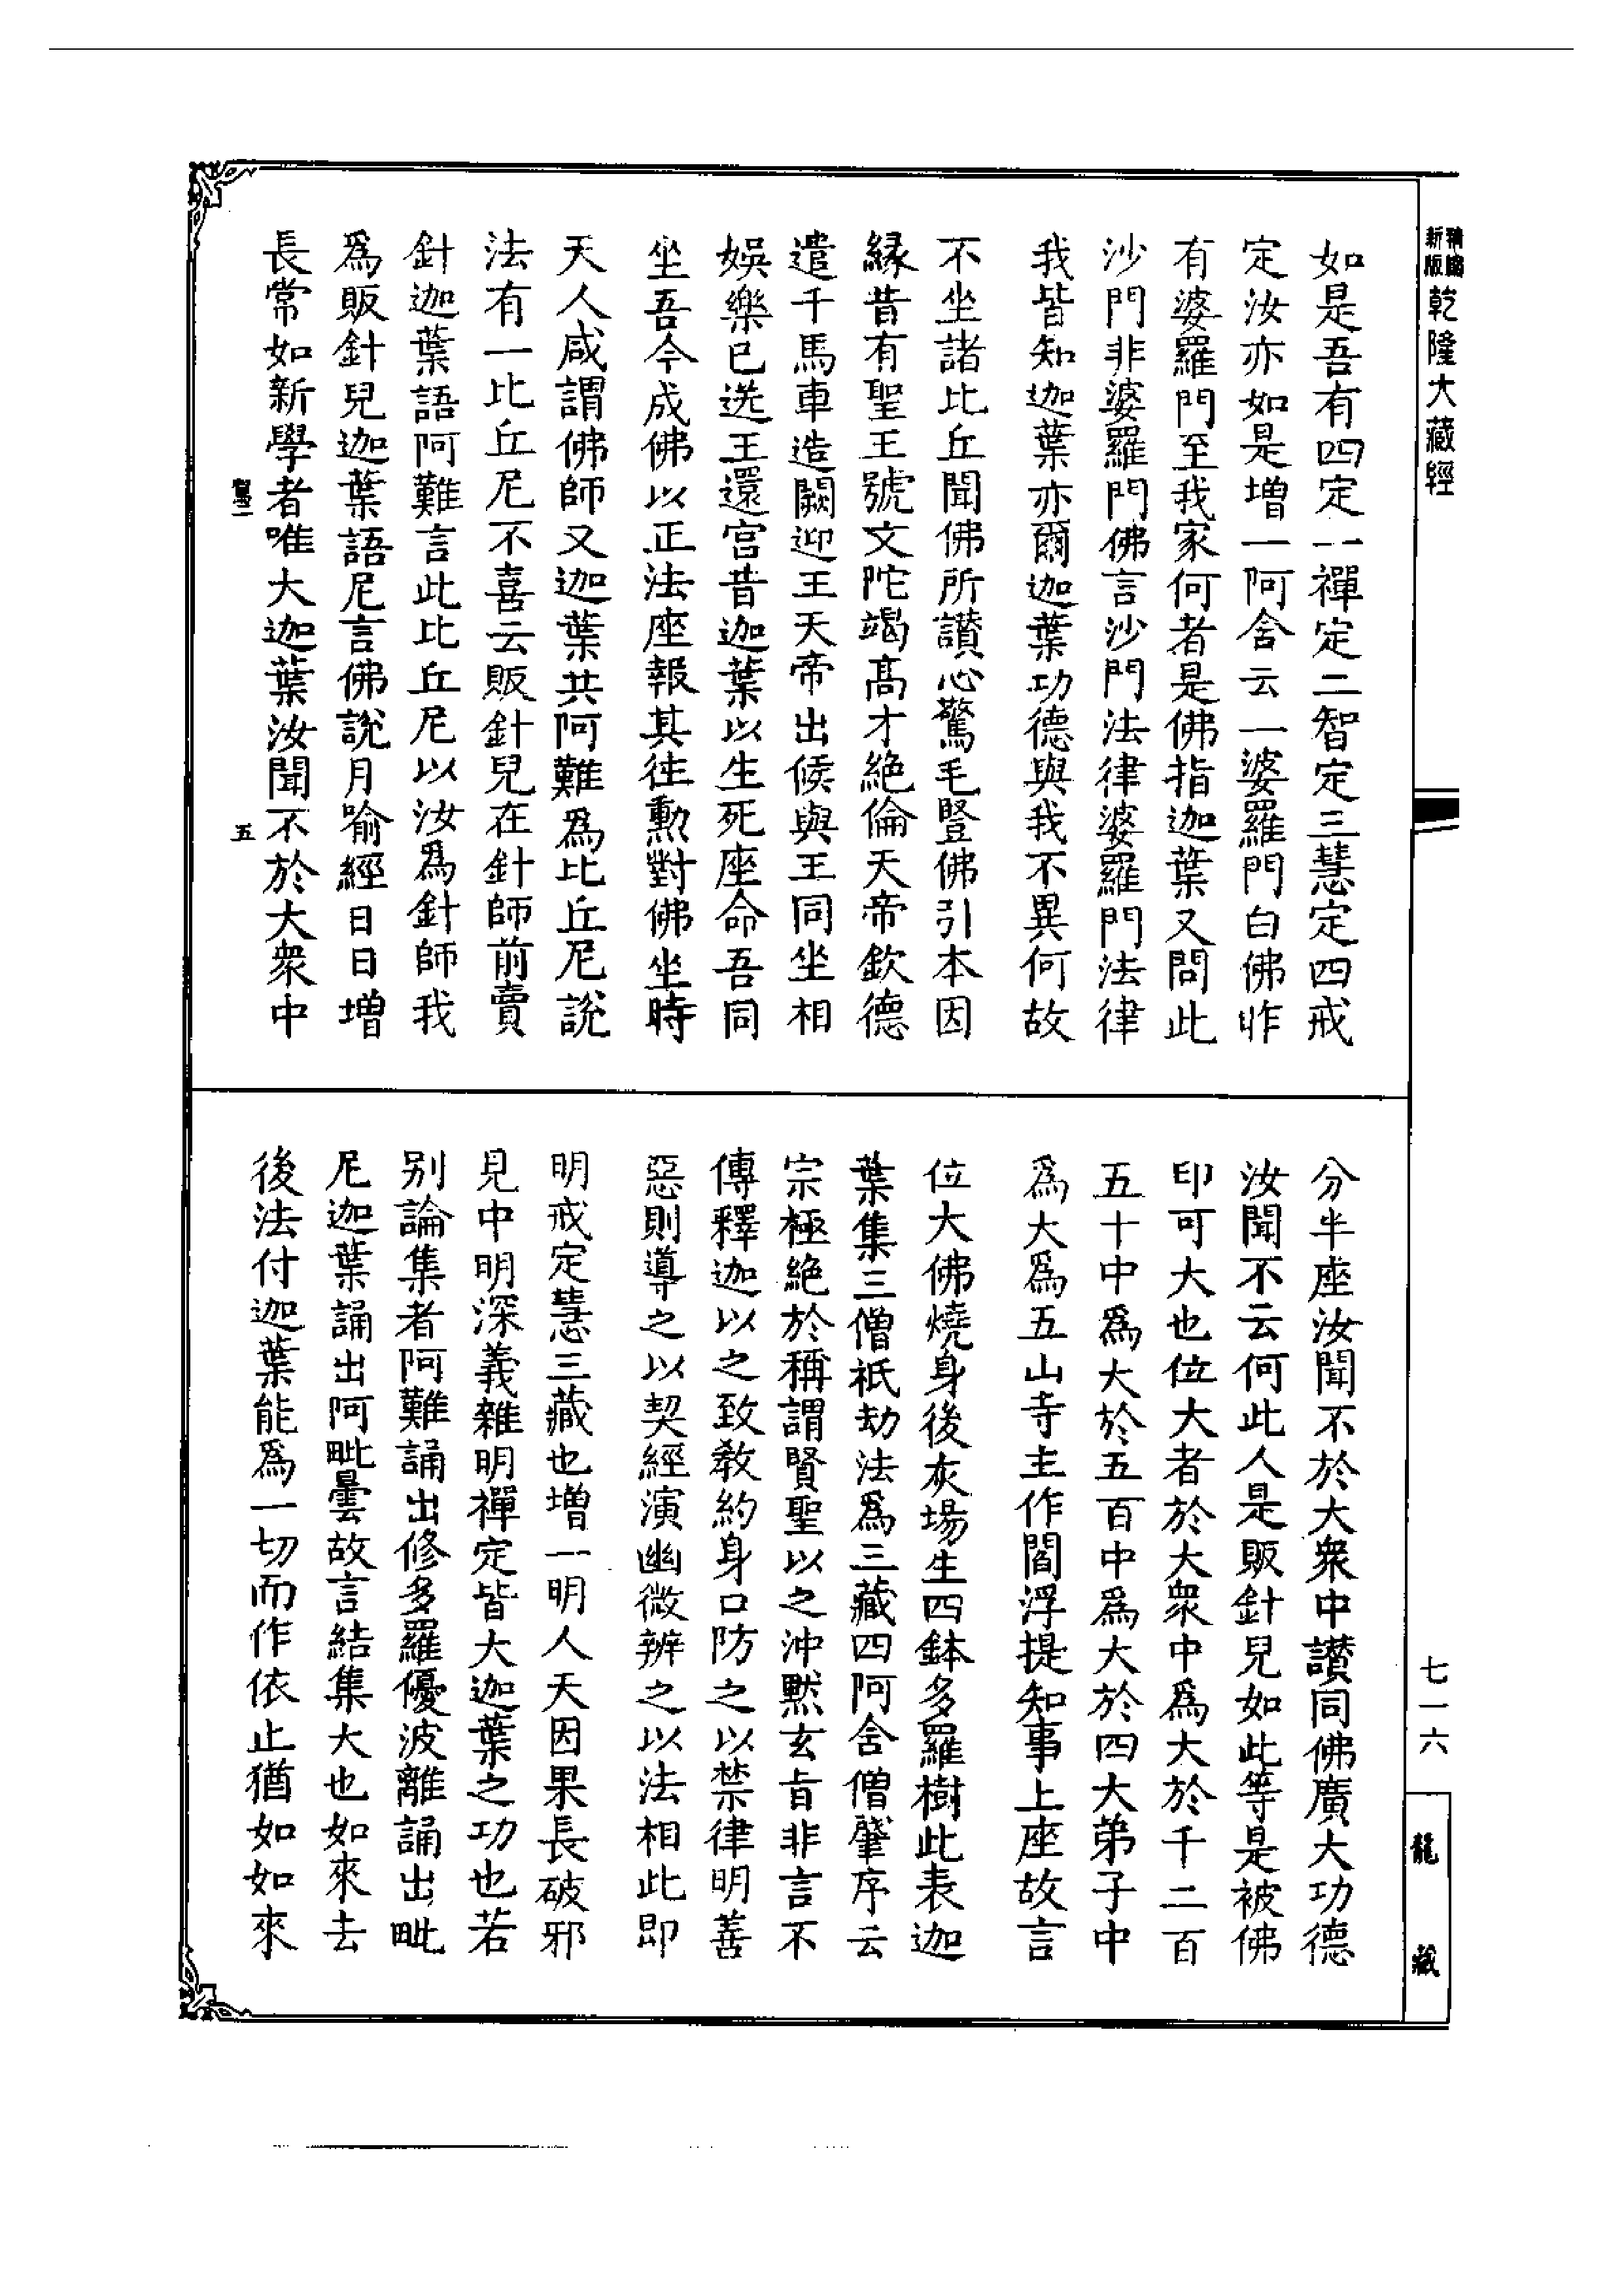 新版
精縮
乾隆大藏經
如是吾有四定一禪定二智定三慧定四戒
定汝亦如是增一阿含云一婆羅門白佛昨
有婆羅門至我家何者是佛指迦葉又問此
沙門非婆羅門佛言沙門法律婆羅門法律
我皆知迦葉亦爾迦葉功德與我不異何故
不坐諸比丘聞佛所讃心驚毛豎佛引本因
緣昔有聖王號文陀竭高才絕倫天帝欽德
遣千馬車造闕迎王天帝出候與王同坐相
娛樂已送王還宮昔迦葉以生死座命吾同
坐吾今成佛以正法座報其往勲對佛坐時
天人咸謂佛師又迦葉共阿難為比丘尼說
法有一比丘尼不喜云販針兒在針師前賣
針迦葉語阿難言此比丘尼以汝為針師我
爲販針兒迦葉語尼言佛說月喻經日日增
長常如新學者唯大迦葉汝聞不於大衆中
五
分半座汝聞不於大衆中讃同佛廣大功德
汝聞不云何此人是販針兒如此等是被佛
印可大也位大者於大衆中爲大於千二百
五十中爲大於五百中爲大於四大弟子中
爲大爲五山寺主作閻浮提知事上座故言
位大佛燒身後灰場生四鉢多羅樹此表迦
葉集三僧祇劫法爲三藏四阿含僧肇序云
宗極絕於稱謂賢聖以之沖默玄旨非言不
傳釋迦以之致教約身口防之以禁律明善
惡則導之以契經演幽微辨之以法相此即
明戒定慧三藏也增一明人天因果長破邪
見中明深義雜明禪定皆大迦葉之功也若
別論集者阿難誦出修多羅優波離誦出毗
尼迦葉誦出阿毗曇故言結集大也如來去
後法付迦葉能爲一切而作依止猶如如來
七一六
龍藏